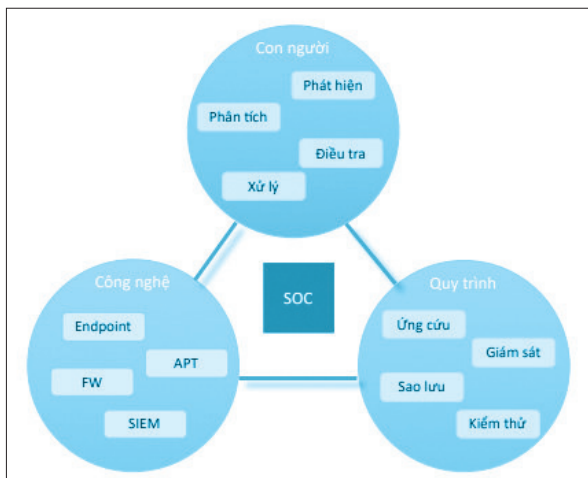 Con người
Phát hiện
Phân tích
Điều tra
Xử lý
SOC
Công nghệ
Endpoint
APT
FW
SIEM
Quy trình
Ứng cứu
Giám sát
Sao lưu
Kiểm thử